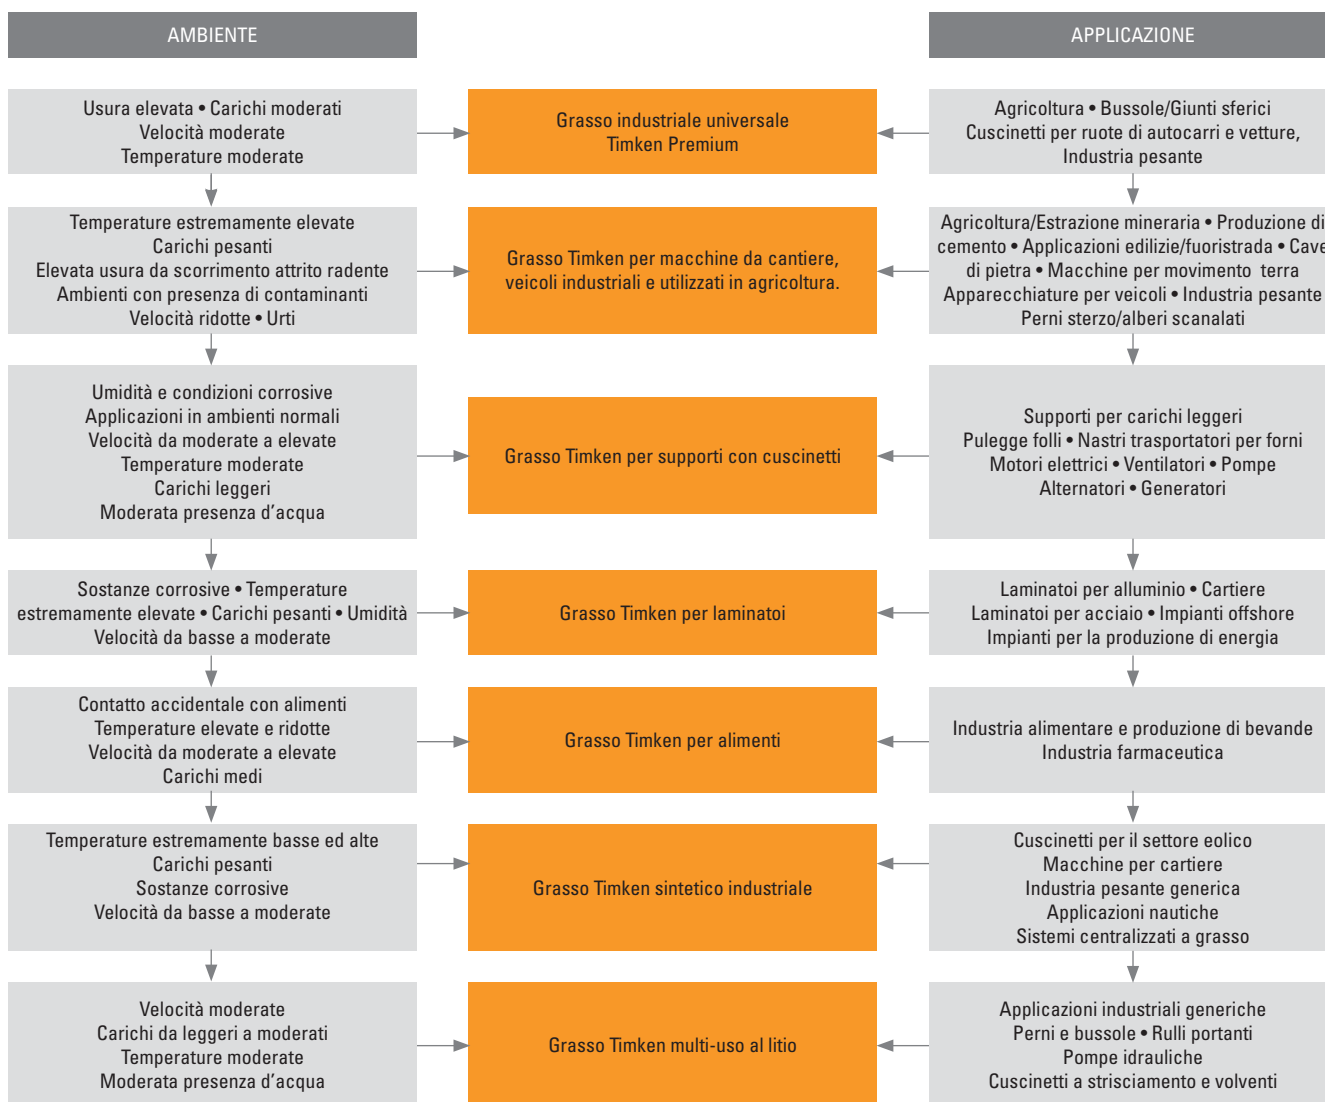 AMBIENTE
APPLICAZIONE
Usura elevata • Carichi moderati
Velocità moderate
Temperature moderate
Grasso industriale universale
Timken Premium
Agricoltura • Bussole/Giunti sferici
Cuscinetti per ruote di autocarri e vetture,
Industria pesante
Temperature estremamente elevate
Carichi pesanti
Elevata usura da scorrimento attrito radente
Ambienti con presenza di contaminanti
Velocità ridotte • Urti
Grasso Timken per macchine da cantiere,
veicoli industriali e utilizzati in agricoltura.
Agricoltura/Estrazione mineraria • Produzione di
cemento • Applicazioni edilizie/fuoristrada • Cave
di pietra • Macchine per movimento terra
Apparecchiature per veicoli • Industria pesante
Perni sterzo/alberi scanalati
Umidità e condizioni corrosive
Applicazioni in ambienti normali
Velocità da moderate a elevate
Temperature moderate
Carichi leggeri
Moderata presenza d'acqua
Grasso Timken per supporti con cuscinetti
Supporti per carichi leggeri
Pulegge folli • Nastri trasportatori per forni
Motori elettrici • Ventilatori • Pompe
Alternatori • Generatori
Sostanze corrosive • Temperature
estremamente elevate • Carichi pesanti • Umidità
Velocità da basse a moderate
Grasso Timken per laminatoi
Laminatoi per alluminio • Cartiere
Laminatoi per acciaio • Impianti offshore
Impianti per la produzione di energia
Contatto accidentale con alimenti
Temperature elevate e ridotte
Velocità da moderate a elevate
Carichi medi
Grasso Timken per alimenti
Industria alimentare e produzione di bevande
Industria farmaceutica
Temperature estremamente basse ed alte
Carichi pesanti
Sostanze corrosive
Velocità da basse a moderate
Grasso Timken sintetico industriale
Cuscinetti per il settore eolico
Macchine per cartiere
Industria pesante generica
Applicazioni nautiche
Sistemi centralizzati a grasso
Velocità moderate
Carichi da leggeri a moderati
Temperature moderate
Moderata presenza d'acqua
Grasso Timken multi-uso al litio
Applicazioni industriali generiche
Perni e bussole • Rulli portanti
Pompe idrauliche
Cuscinetti a strisciamento e volventi